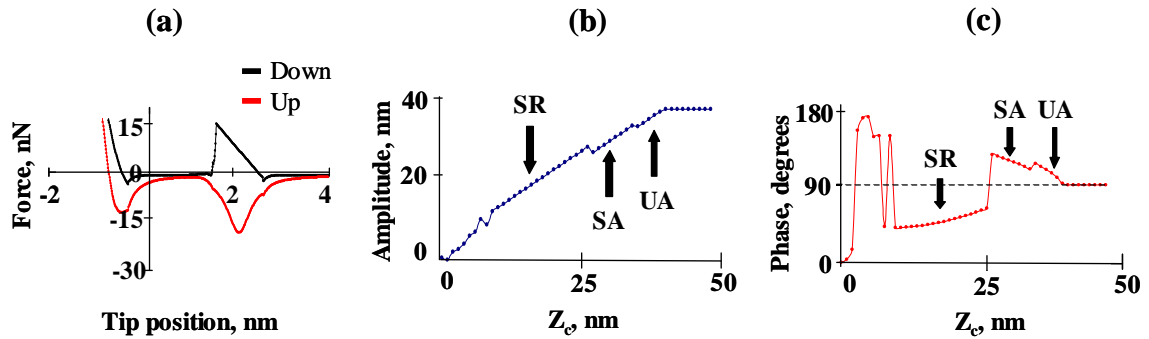 (a)
Down
Up
Force, nN
15
0
-15
-30
-2
2
4
Tip position, nm
(b)
Amplitude, nm
40
20
0
0
25
50
SR
SA
UA
Zc, nm
(c)
Phase, degrees
180
90
0
0
25
50
SR
SA
UA
Zc, nm